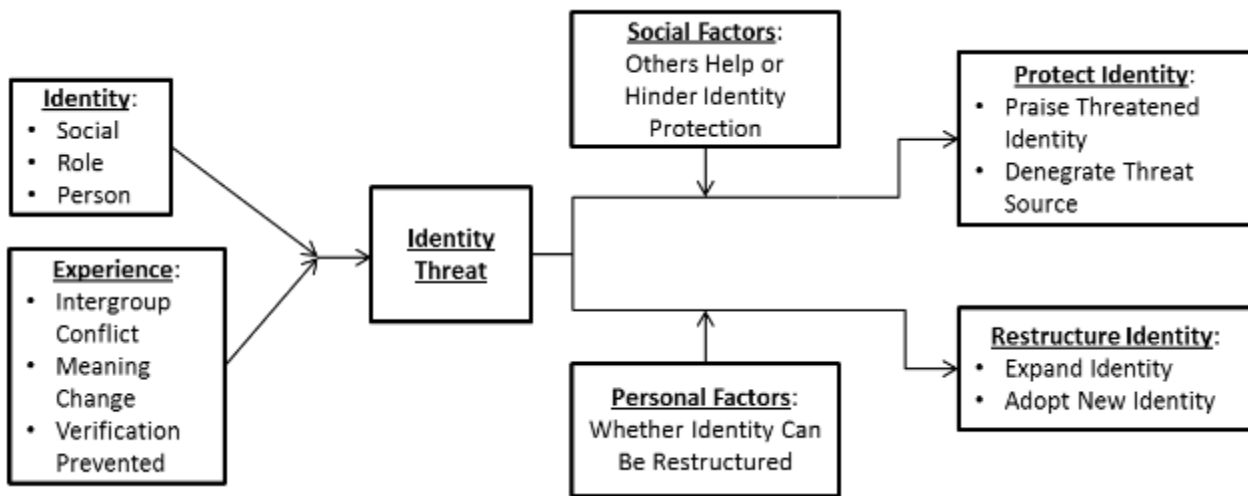 Identity:
• Social
• Role
• Person
Experience:
• Intergroup
Conflict
• Meaning
Change
• Verification
Prevented
Identity
Threat
Social Factors:
Others Help or
Hinder Identity
Protection
Personal Factors:
Whether Identity Can
Be Restructured
Protect Identity:
• Praise Threatened
Identity
• Denegrate Threat
Source
Restructure Identity:
• Expand Identity
• Adopt New Identity